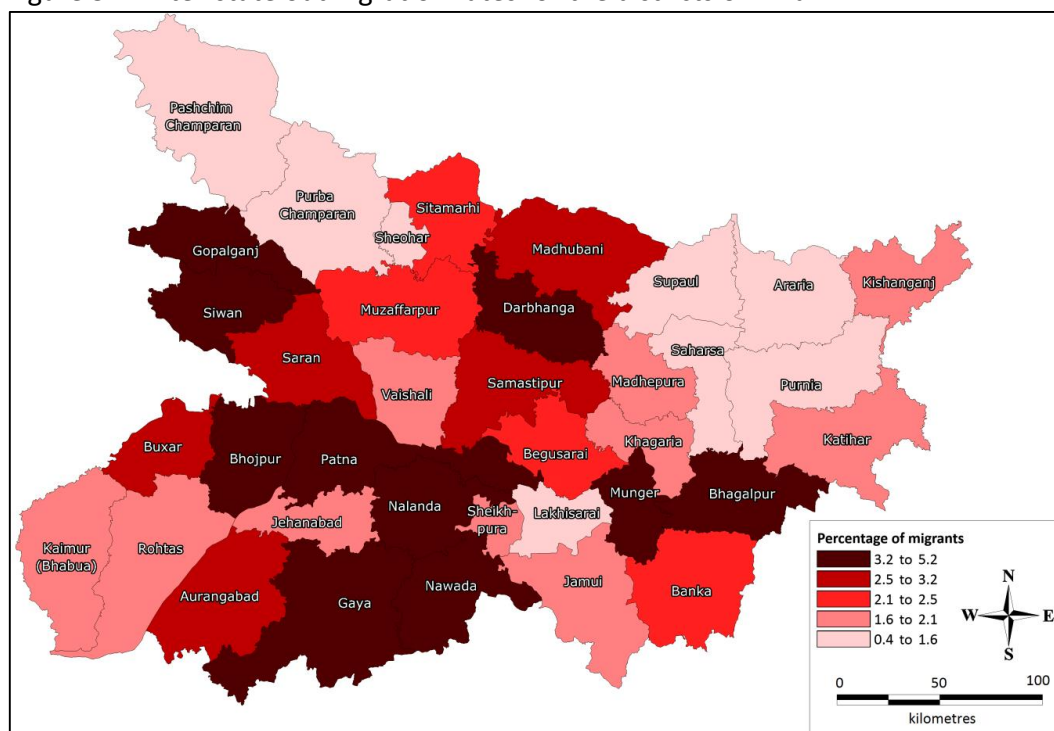 Pashchim
Champaran
Purba
Champaran
Sitamarhi
Sheohar
Gopalganj
Madhubani
Siwan
Muzaffarpur
Darbhanga
Supaul
Araria
Kishanganj
Saran
Vaishali
Samastipur
Saharsa
Madhepura
Purnia
Buxar
Bhojpur
Patna
Begusarai
Khagaria
Katihar
Nalanda
Munger
Bhagalpur
Jehanabad
Sheikh-
pura
Lakhisarai
Kaimur
(Bhabua)
Rohtas
Aurangabad
Gaya
Nawada
Jamui
Banka
Percentage of migrants
3.2 to 5.2
2.5 to 3.2
2.1 to 2.5
1.6 to 2.1
0.4 to 1.6
N
W E
S
0 50 100
kilometres